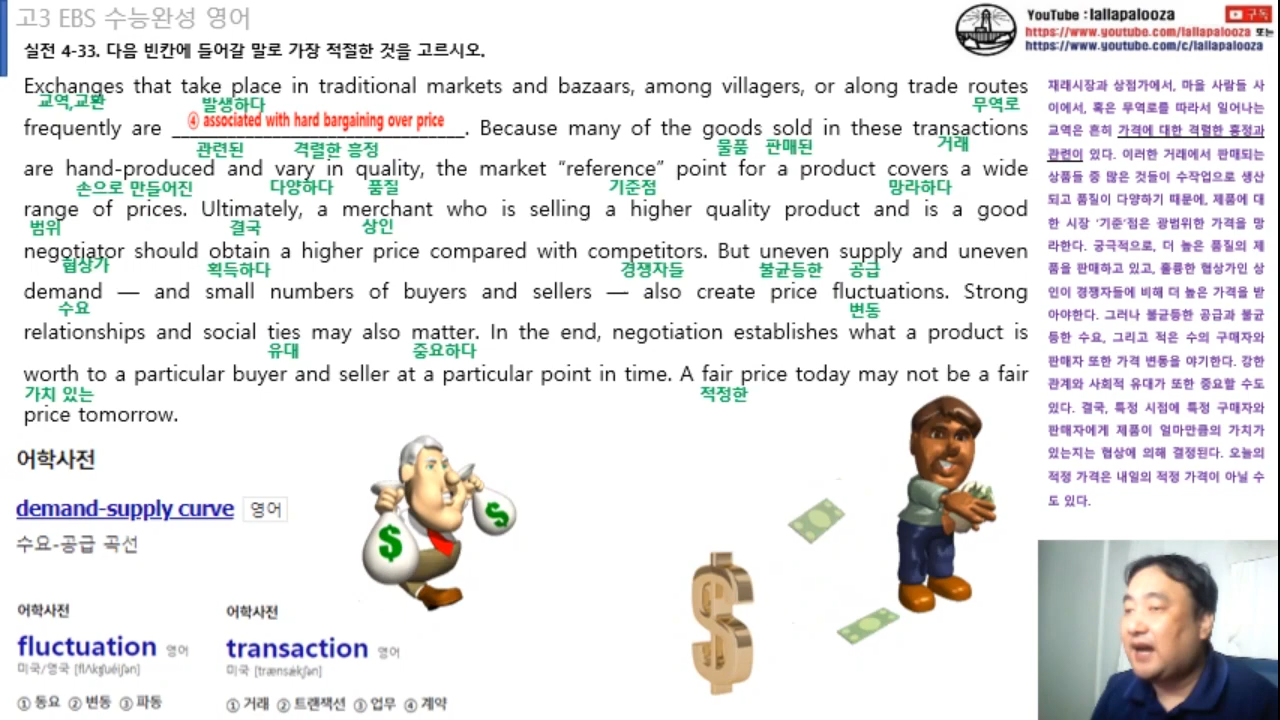 고3 EBS 수능완성 영어
YouTube : lallapalooza
구독
https://www.youtube.com/lallapalooza 또는
https://www.youtube.com/c/lallapalooza
실전 4-33. 다음 빈칸에 들어갈 말로 가장 적절한 것을 고르시오.
Exchanges that take place in traditional markets and bazaars, among villagers, or along trade routes
교역,교환 발생하다 무역로
④ associated with hard bargaining over price
frequently are ________. Because many of the goods sold in these transactions
관련된 격렬한 흥정 물품 판매된 거래
are hand-produced and vary in quality, the market “reference” point for a product covers a wide
손으로 만들어진 다양하다 품질 기준점 망라하다
range of prices. Ultimately, a merchant who is selling a higher quality product and is a good
범위 결국 상인
negotiator should obtain a higher price compared with competitors. But uneven supply and uneven
협상가 획득하다 경쟁자들 불균등한 공급
demand — and small numbers of buyers and sellers — also create price fluctuations. Strong
수요 변동
relationships and social ties may also matter. In the end, negotiation establishes what a product is
유대 중요하다
worth to a particular buyer and seller at a particular point in time. A fair price today may not be a fair
가치 있는 적정한
price tomorrow.
재래시장과 상점가에서, 마을 사람들 사
이에서, 혹은 무역로를 따라서 일어나는
교역은 흔히 가격에 대한 격렬한 흥정과
관련이 있다. 이러한 거래에서 판매되는
상품들 중 많은 것들이 수작업으로 생산
되고 품질이 다양하기 때문에, 제품에 대
한 시장 ‘기준’점은 광범위한 가격을 망
라한다. 궁극적으로, 더 높은 품질의 제
품을 판매하고 있고, 훌륭한 협상가인 상
인이 경쟁자들에 비해 더 높은 가격을 받
아야한다. 그러나 불균등한 공급과 불균
등한 수요, 그리고 적은 수의 구매자와
판매자 또한 가격 변동을 야기한다. 강한
관계와 사회적 유대가 또한 중요할 수도
있다. 결국, 특정 시점에 특정 구매자와
판매자에게 제품이 얼마만큼의 가치가
있는지는 협상에 의해 결정된다. 오늘의
적정 가격은 내일의 적정 가격이 아닐 수
도 있다.
어학사전
demand-supply curve 영어
수요-공급 곡선
$ $
어학사전
fluctuation 영어
미국/영국 [flʌktʃuéiʃən]
① 동요 ② 변동 ③ 파동
어학사전
transaction 영어
미국 [trænsækʃən]
① 거래 ② 트랜잭션 ③ 업무 ④ 계약